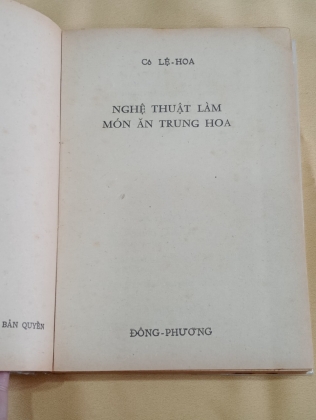 BẢN QUYỀN
Cô LỆ-HOA
NGHỆ THUẬT LÀM
MÓN ĂN TRUNG HOA
ĐÔNG-PHƯƠNG